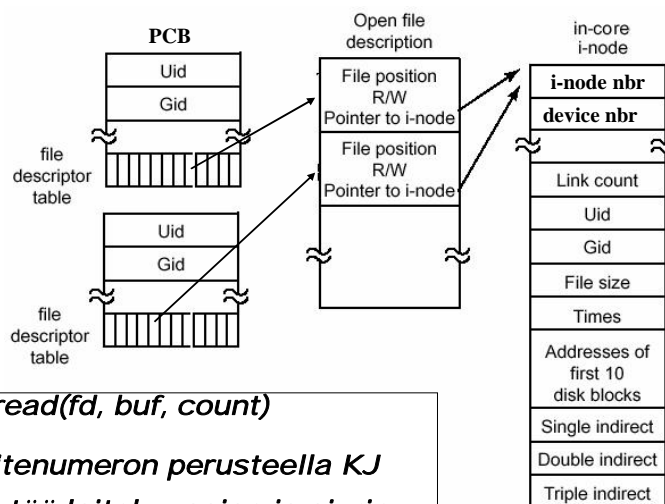 PCB
Uid
Gid
file
descriptor
table
Uid
Gid
file
descriptor
table
Open file
description
File position
R/W
Pointer to i-node
File position
R/W
Pointer to i-node
in-core
i-node
i-node nbr
device nbr
Link count
Uid
Gid
File size
Times
Addresses of
first 10
disk blocks
Single indirect
Double indirect
Triple indirect
read(fd, buf, count)
itenumeron perusteella KJ